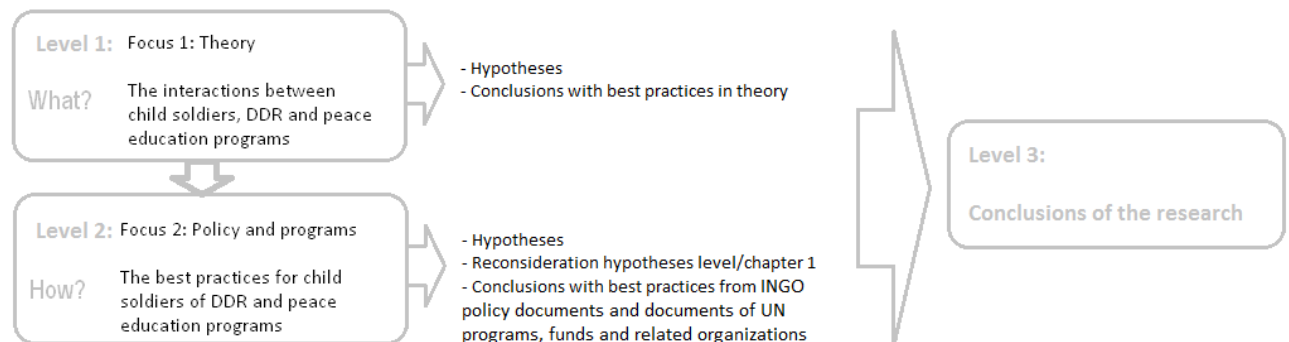 Level 1: Focus 1: Theory
What?
The interactions between
child soldiers, DDR and peace
education programs
- Hypotheses
- Conclusions with best practices in theory
Level 2: Focus 2: Policy and programs
How?
The best practices for child
soldiers of DDR and peace
education programs
- Hypotheses
- Reconsideration hypotheses level/chapter 1
- Conclusions with best practices from INGO
policy documents and documents of UN
programs, funds and related organizations
Level 3:
Conclusions of the research